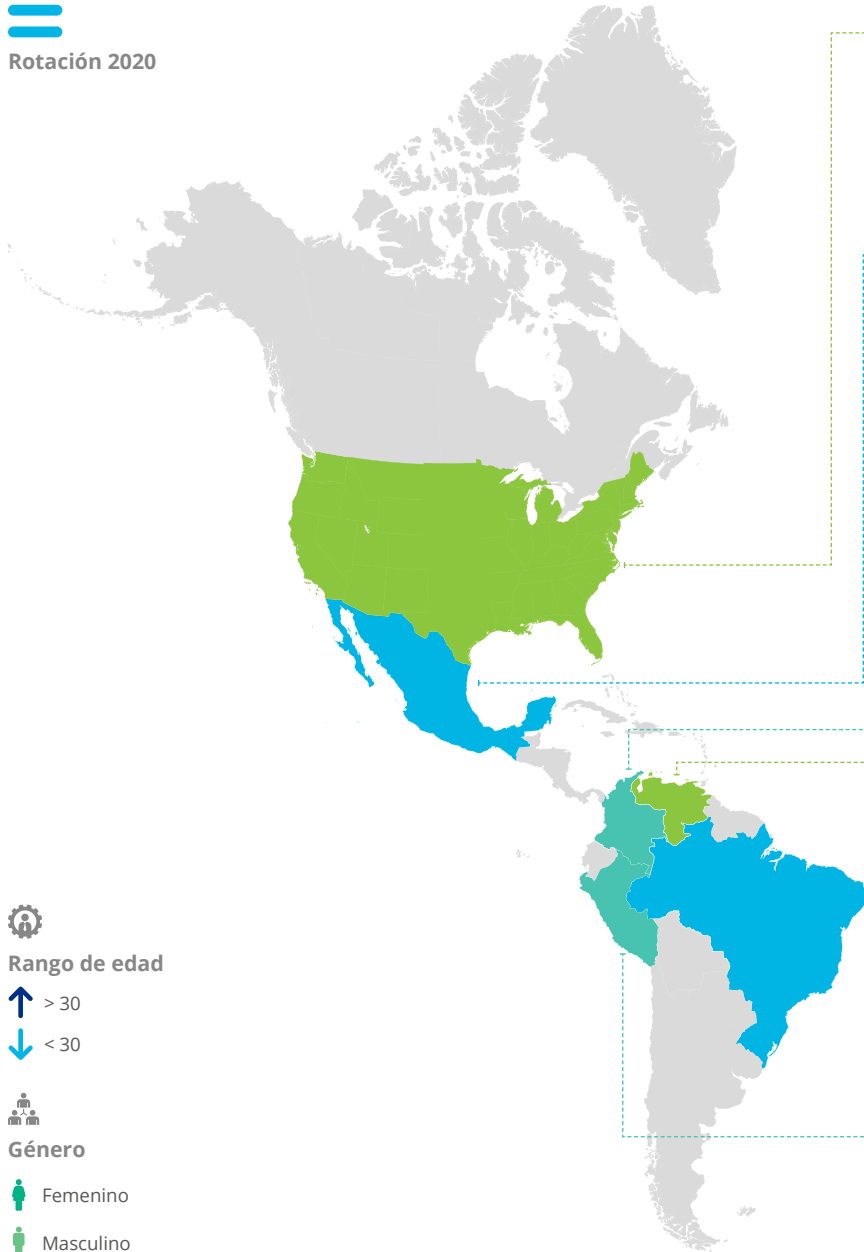 Rotación 2020
Rango de edad
> 30
< 30
Género
Femenino
Masculino